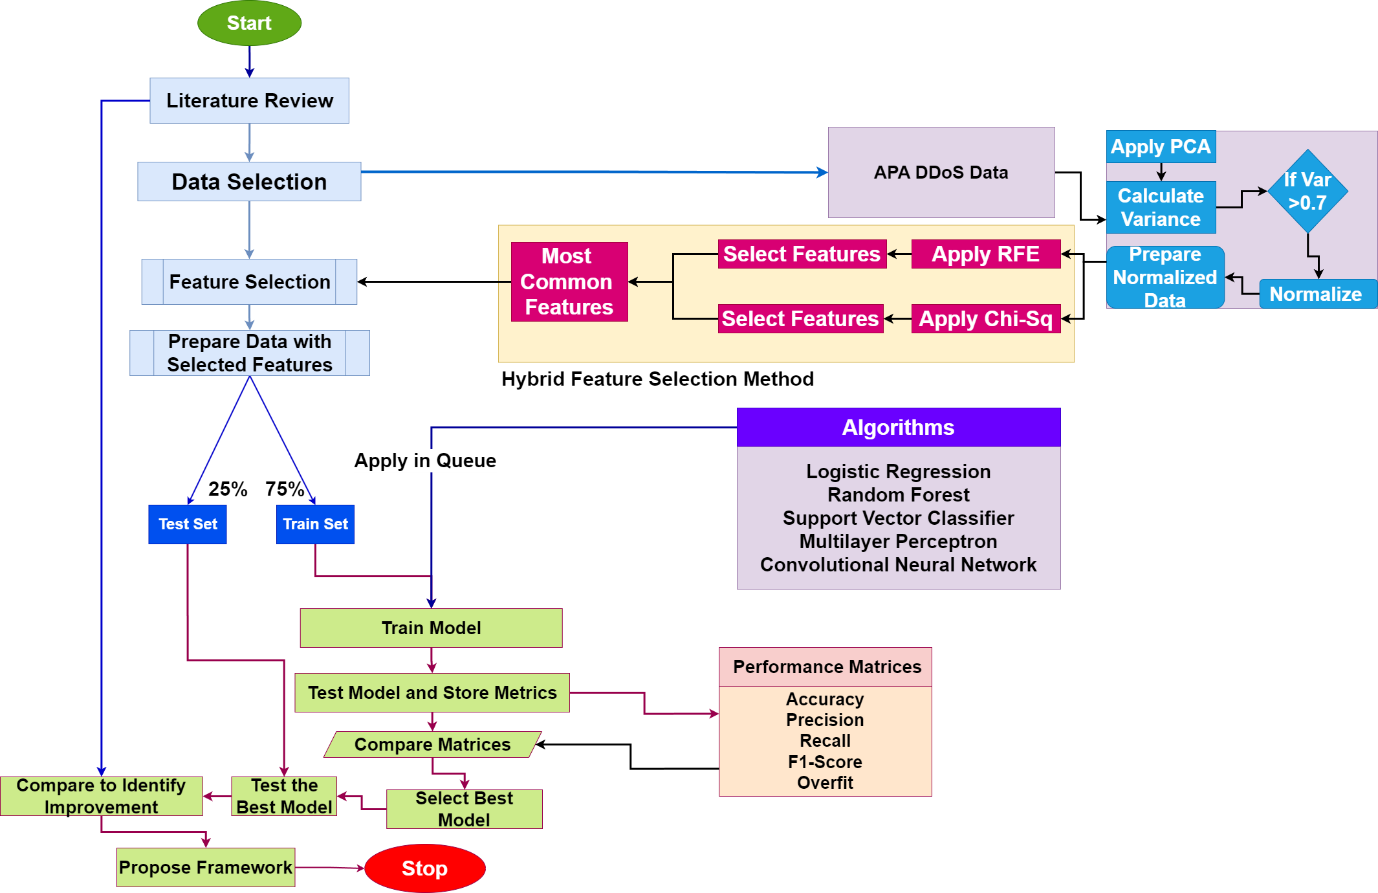 Start
Literature Review
Data Selection
APA DDoS Data
Apply PCA
Calculate
Variance
If Var
>0.7
Normalize
Prepare
Normalized
Data
Apply RFE
Select Features
Apply Chi-Sq
Select Features
Most
Common
Features
Hybrid Feature Selection Method
Feature Selection
Prepare Data with
Selected Features
25%
75%
Test Set
Train Set
Apply in Queue
Algorithms
Logistic Regression
Random Forest
Support Vector Classifier
Multilayer Perceptron
Convolutional Neural Network
Train Model
Test Model and Store Metrics
Performance Matrices
Accuracy
Precision
Recall
F1-Score
Overfit
Compare Matrices
Select Best
Model
Test the
Best Model
Compare to Identify
Improvement
Propose Framework
Stop